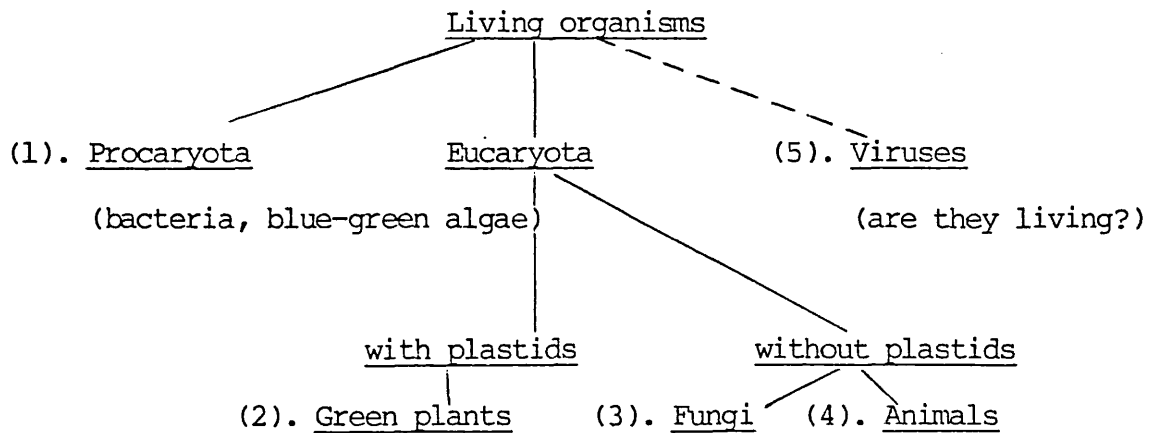 Living organisms
(1). Procaryota Eucaryota (5). Viruses
(bacteria, blue-green algae) (are they living?)
with plastids without plastids
(2). Green plants (3). Fungi (4). Animals